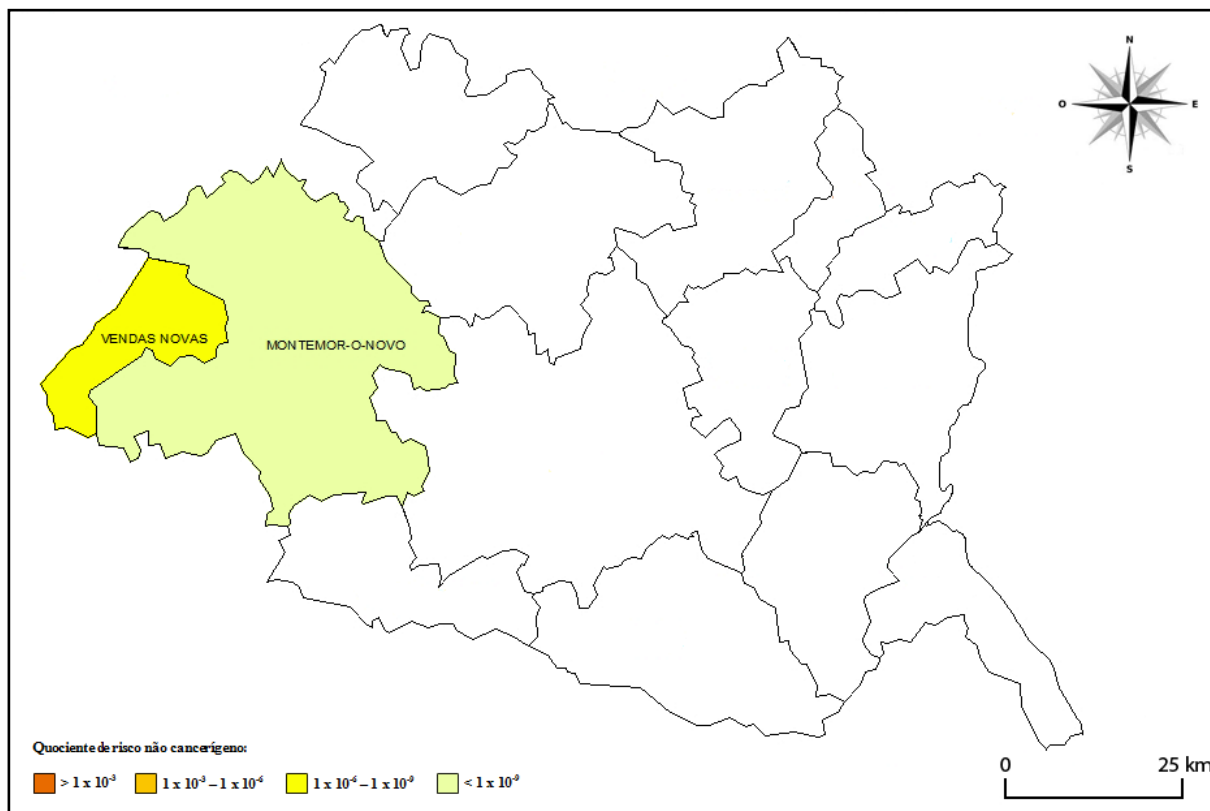 N
O E
S
VENDAS NOVAS MONTEMOR-O-NOVO
Quociente de risco não cancerígeno:
> 1 x 10⁻³ 1 x 10⁻³ – 1 x 10⁻⁶ 1 x 10⁻⁶ – 1 x 10⁻⁹ < 1 x 10⁻⁹
0 25 km